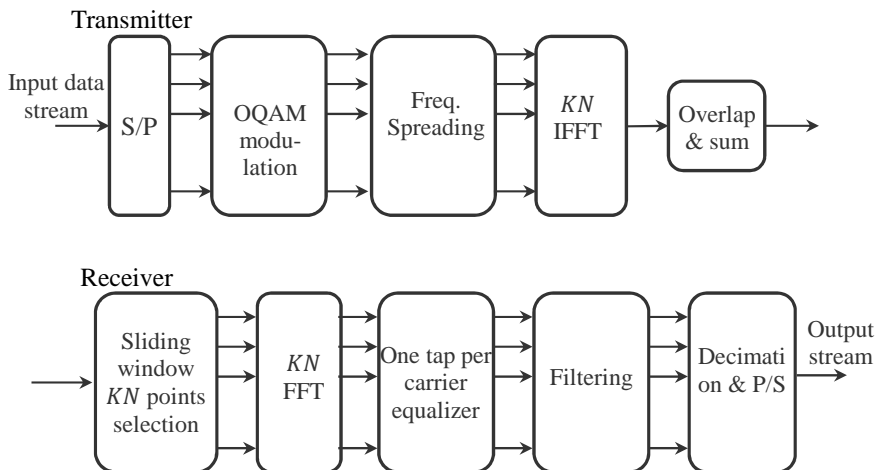 Transmitter
Input data
stream
S/P
OQAM
modu-
lation
Freq.
Spreading
KN
IFFT
Overlap
& sum
Receiver
Sliding
window
KN points
selection
KN
FFT
One tap per
carrier
equalizer
Filtering
Decimati
on & P/S
Output
stream